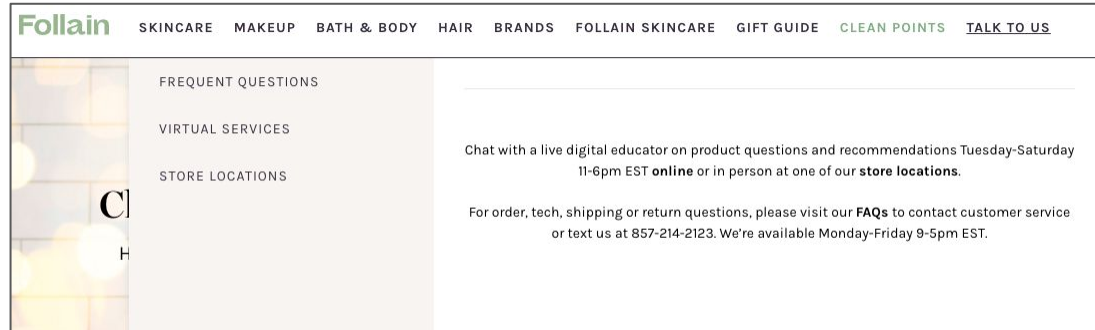 Follain SKINCARE MAKEUP BATH & BODY HAIR BRANDS FOLLAIN SKINCARE GIFT GUIDE CLEAN POINTS TALK TO US
FREQUENT QUESTIONS
VIRTUAL SERVICES
STORE LOCATIONS
Chat with a live digital educator on product questions and recommendations Tuesday-Saturday
11-6pm EST online or in person at one of our store locations.
For order, tech, shipping or return questions, please visit our FAQs to contact customer service
or text us at 857-214-2123. We're available Monday-Friday 9-5pm EST.